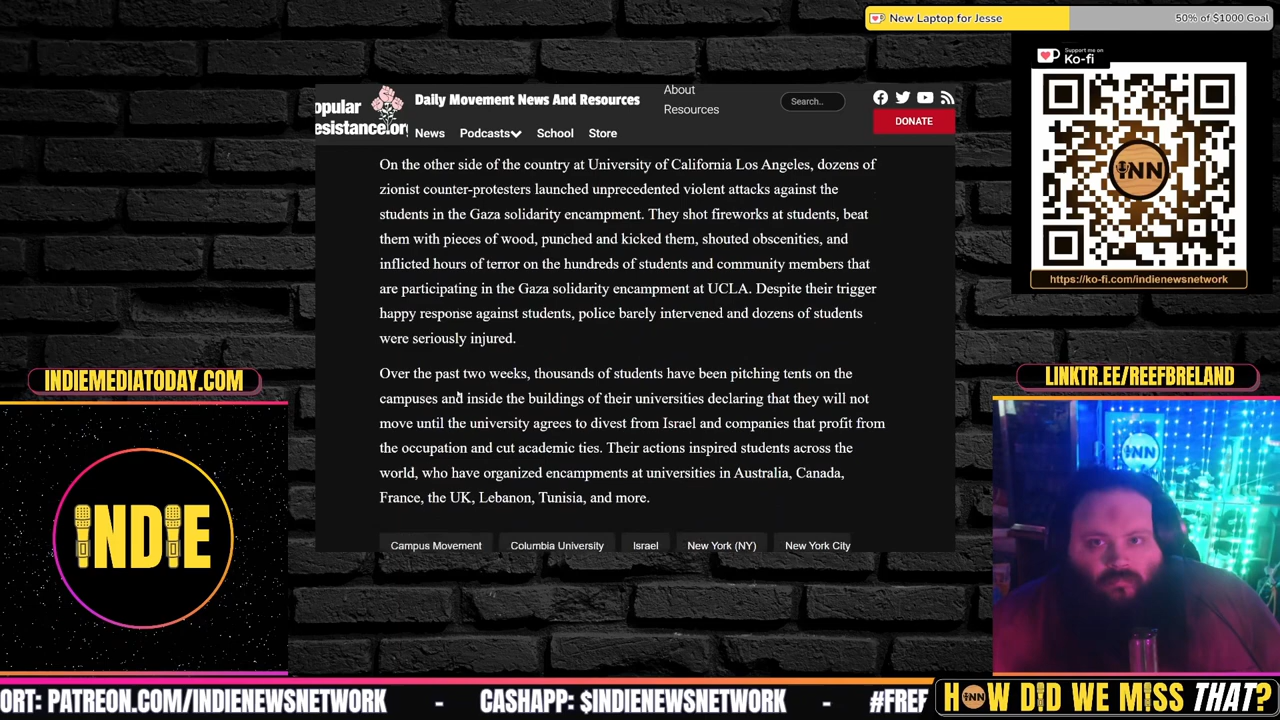 New Laptop for Jesse
50% of $1000 Goal
Support me on
Ko-fi
iNN
https://ko-fi.com/indienewsnetwork
opular
esistance.org
Daily Movement News And Resources
About
Resources
Search..
DONATE
News
Podcasts
School
Store
On the other side of the country at University of California Los Angeles, dozens of
zionist counter-protesters launched unprecedented violent attacks against the
students in the Gaza solidarity encampment. They shot fireworks at students, beat
them with pieces of wood, punched and kicked them, shouted obscenities, and
inflicted hours of terror on the hundreds of students and community members that
are participating in the Gaza solidarity encampment at UCLA. Despite their trigger
happy response against students, police barely intervened and dozens of students
were seriously injured.
Over the past two weeks, thousands of students have been pitching tents on the
campuses and inside the buildings of their universities declaring that they will not
move until the university agrees to divest from Israel and companies that profit from
the occupation and cut academic ties. Their actions inspired students across the
world, who have organized encampments at universities in Australia, Canada,
France, the UK, Lebanon, Tunisia, and more.
Campus Movement
Columbia University
Israel
New York (NY)
New York City
INDIEMEDIATODAY.COM
iNDiE
LINKTR.EE/REEFBRELAND
iNN
ORT: PATREON.COM/INDIENEWSNETWORK - CASHAPP: $INDIENEWSNETWORK - #FREE
HOW DiD WE MiSS THAT?